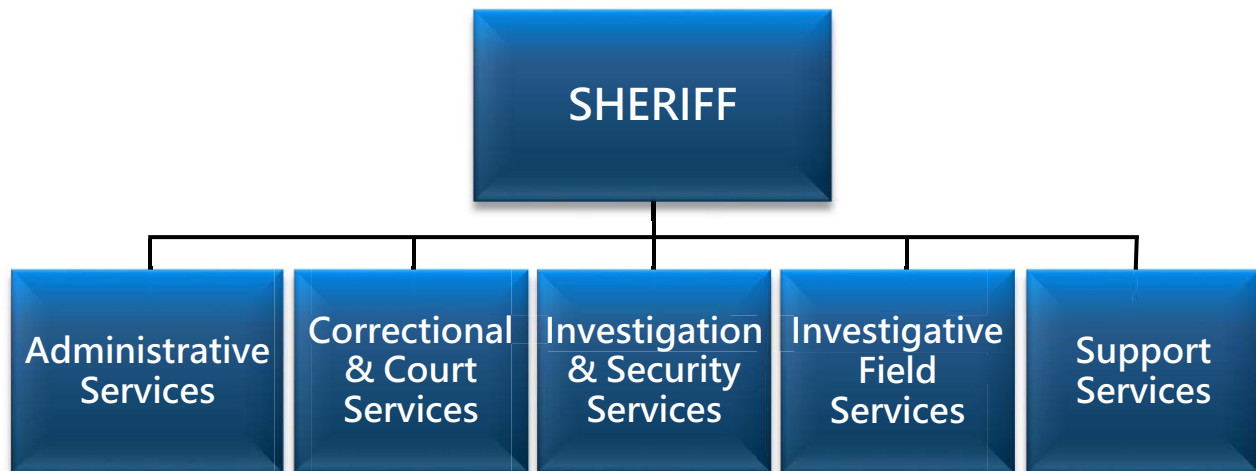 SHERIFF
Administrative
Services
Correctional
& Court
Services
Investigation
& Security
Services
Investigative
Field
Services
Support
Services